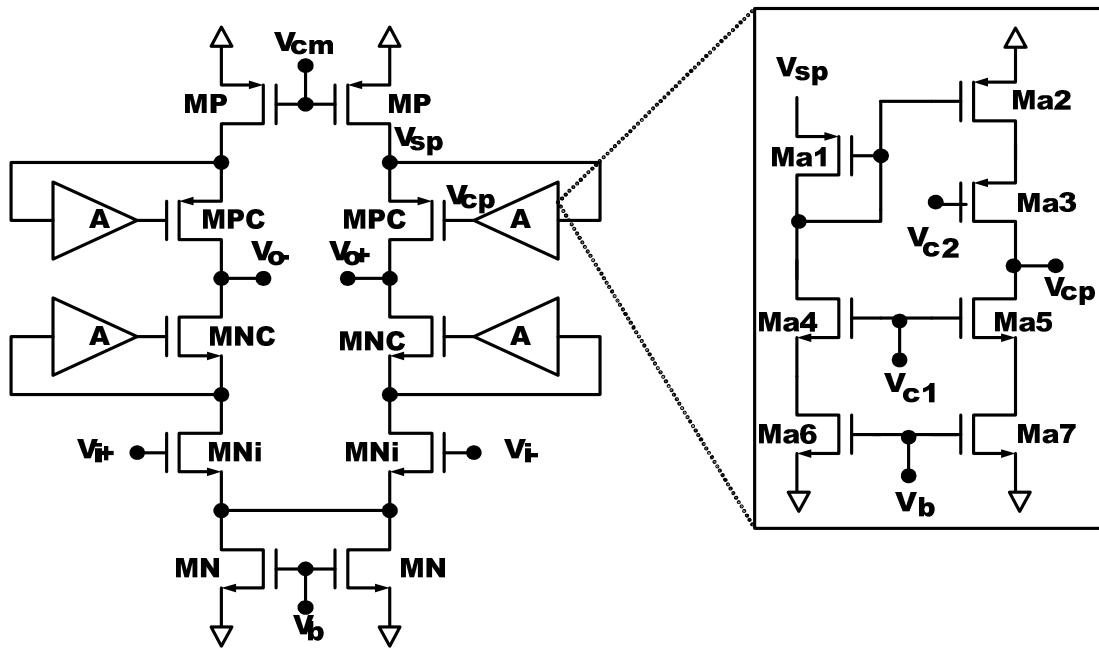 Vcm
MP
MP
Vsp
A
MPC
Vcp
MPC
A
Vo-
Vo+
A
MNC
MNC
A
Vi+
MNi
MNi
Vi-
MN
MN
Vb
Vsp
Ma1
Ma2
Ma3
Vc2
Vcp
Ma4
Ma5
Vc1
Ma6
Ma7
Vb